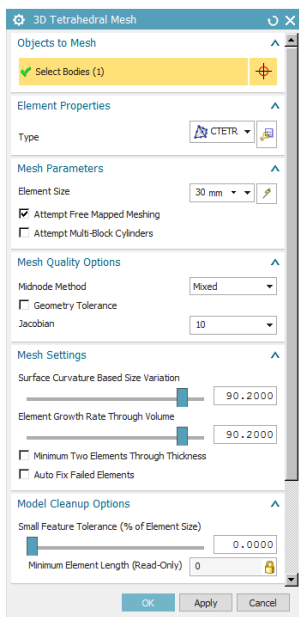 3D Tetrahedral Mesh
Objects to Mesh
Select Bodies (1)
Element Properties
Type
CTETR
Mesh Parameters
Element Size
30 mm
Attempt Free Mapped Meshing
Attempt Multi-Block Cylinders
Mesh Quality Options
Midnode Method
Mixed
Geometry Tolerance
Jacobian
10
Mesh Settings
Surface Curvature Based Size Variation
90.2000
Element Growth Rate Through Volume
90.2000
Minimum Two Elements Through Thickness
Auto Fix Failed Elements
Model Cleanup Options
Small Feature Tolerance (% of Element Size)
0.0000
Minimum Element Length (Read-Only)
0
OK
Apply
Cancel